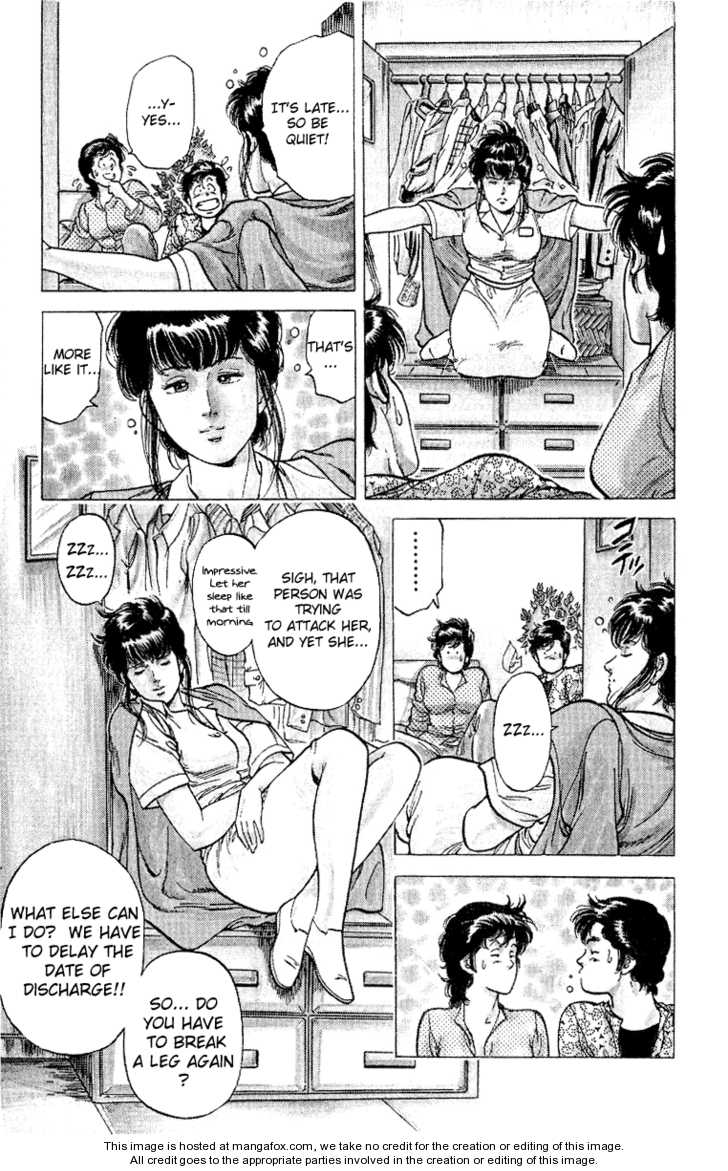 IT'S LATE...
SO BE
QUIET!
...Y-
YES...
THAT'S
...
MORE
LIKE IT...
コテッ
.........
ZZZ...
SIGH, THAT
PERSON WAS
TRYING
TO ATTACK HER,
AND YET SHE...
Impressive.
Let her
sleep like
that till
morning.
ZZZ...
ZZZ...
WHAT ELSE CAN
I DO? WE HAVE
TO DELAY THE
DATE OF
DISCHARGE!!
SO... DO
YOU HAVE
TO BREAK
A LEG AGAIN
?
This image is hosted at mangafox.com, we take no credit for the creation or editing of this image.
All credit goes to the appropriate parties involved in the creation or editing of this image.